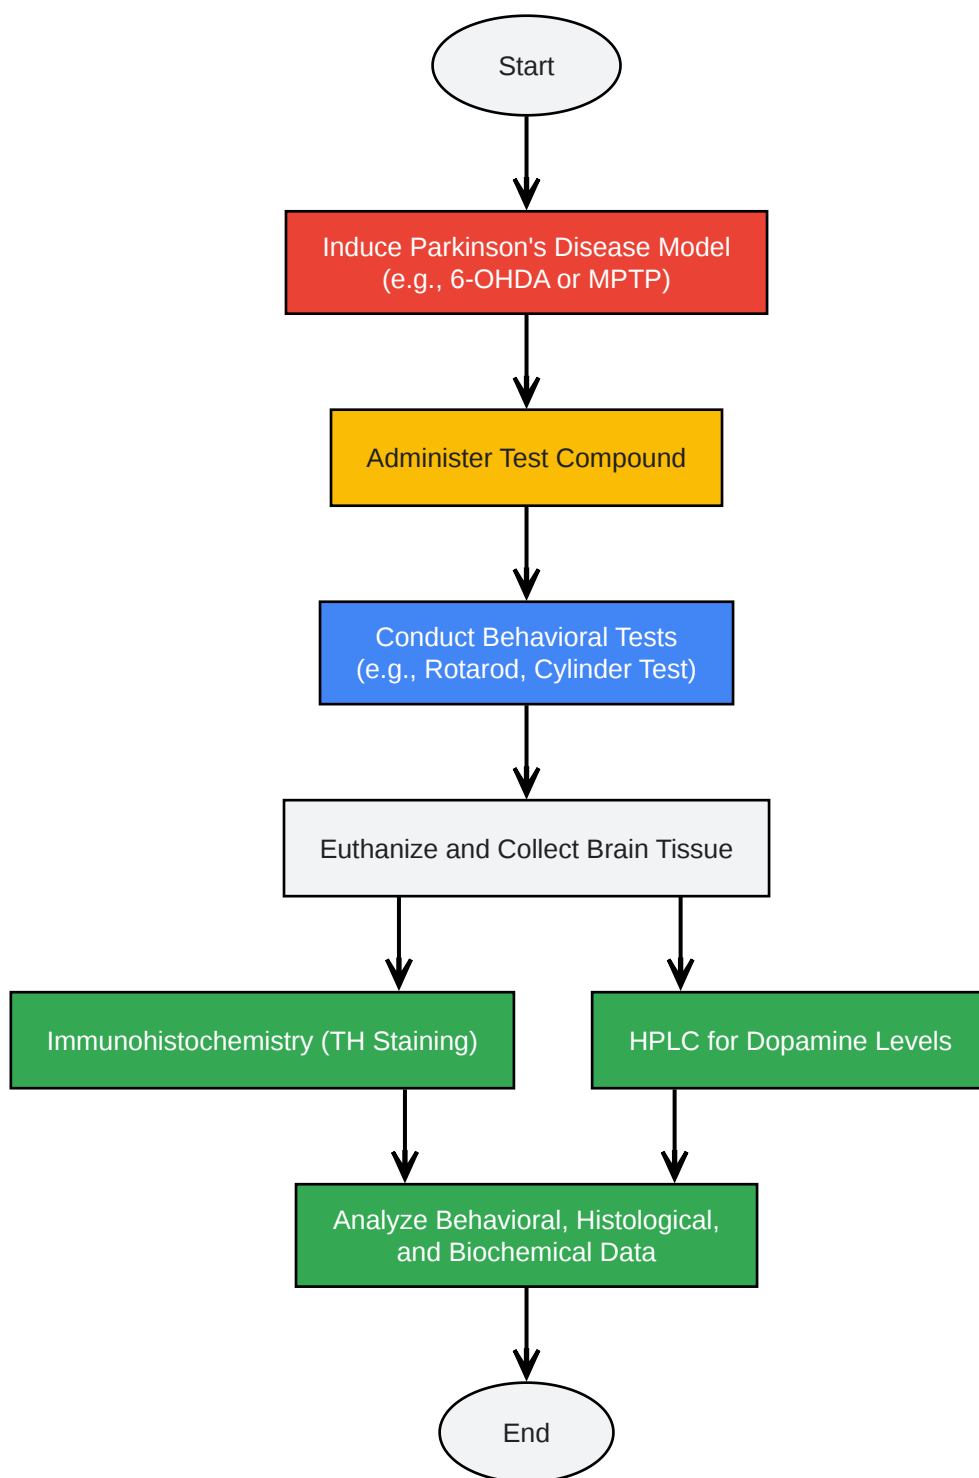 Start
Induce Parkinson's Disease Model
(e.g., 6-OHDA or MPTP)
Administer Test Compound
Conduct Behavioral Tests
(e.g., Rotarod, Cylinder Test)
Euthanize and Collect Brain Tissue
Immunohistochemistry (TH Staining)
HPLC for Dopamine Levels
Analyze Behavioral, Histological,
and Biochemical Data
End